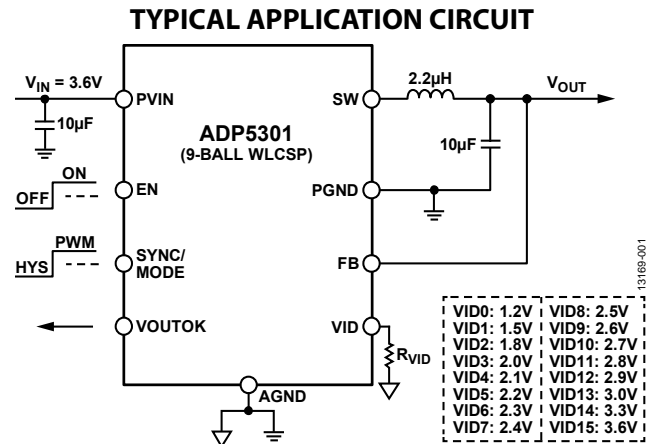 TYPICAL APPLICATION CIRCUIT
VIN = 3.6V
10µF
PVIN
ADP5301
(9-BALL WLCSP)
SW
2.2µH
VOUT
10µF
ON
OFF
EN
PGND
PWM
HYS
SYNC/
MODE
FB
VOUTOK
VID
RVID
AGND
VID0: 1.2V
VID1: 1.5V
VID2: 1.8V
VID3: 2.0V
VID4: 2.1V
VID5: 2.2V
VID6: 2.3V
VID7: 2.4V
VID8: 2.5V
VID9: 2.6V
VID10: 2.7V
VID11: 2.8V
VID12: 2.9V
VID13: 3.0V
VID14: 3.3V
VID15: 3.6V
13169-001